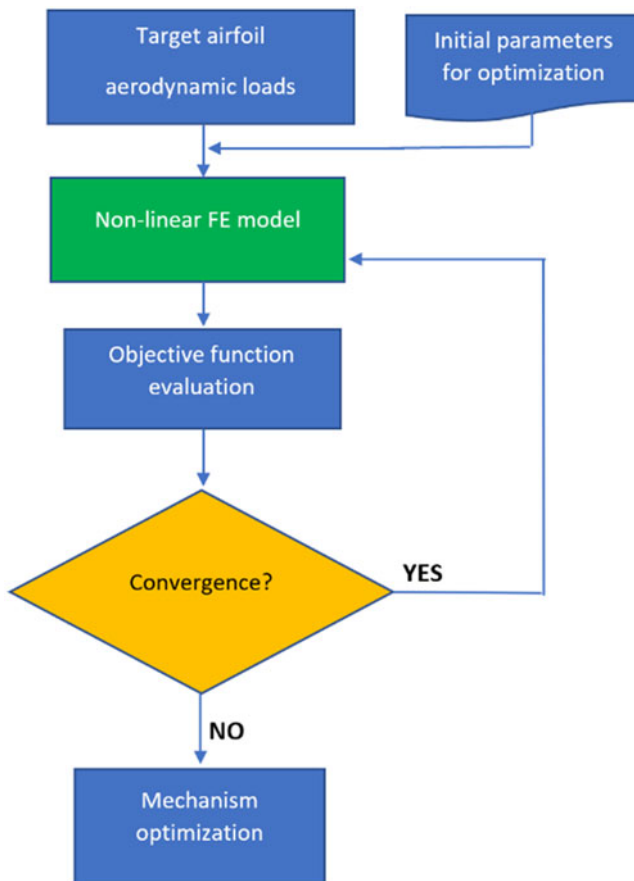 Target airfoil
aerodynamic loads
Initial parameters
for optimization
Non-linear FE model
Objective function
evaluation
Convergence?
YES
NO
Mechanism
optimization